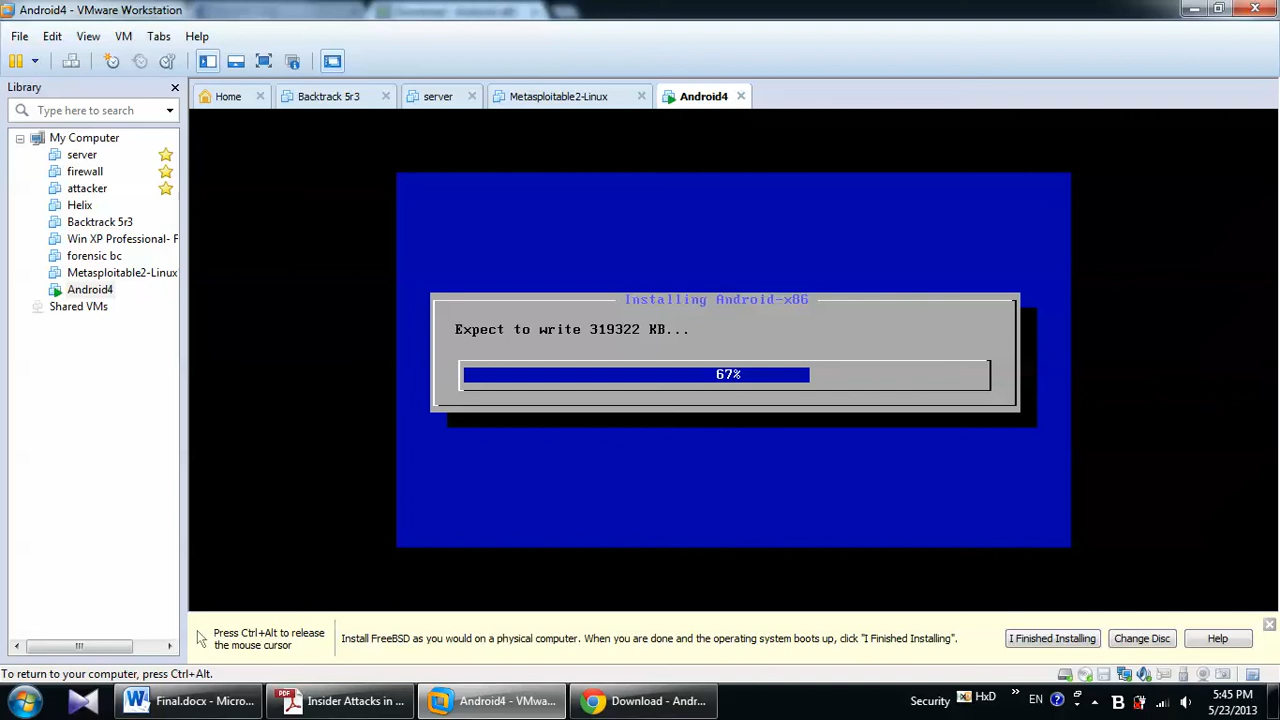 Android4 - VMware Workstation
File Edit View VM Tabs Help
Library
Type here to search
Home
Backtrack 5r3
server
Metasploitable2-Linux
Android4
My Computer
server
firewall
attacker
Helix
Backtrack 5r3
Win XP Professional- F
forensic bc
Metasploitable2-Linux
Android4
Shared VMs
Installing Android-x86
Expect to write 319322 KB...
67%
Press Ctrl+Alt to release
the mouse cursor
Install FreeBSD as you would on a physical computer. When you are done and the operating system boots up, click "I Finished Installing".
I Finished Installing
Change Disc
Help
To return to your computer, press Ctrl+Alt.
Final.docx - Micro...
Insider Attacks in ...
Android4 - VMwa...
Download - Andr...
Security
HxD
EN
5:45 PM
5/23/2013